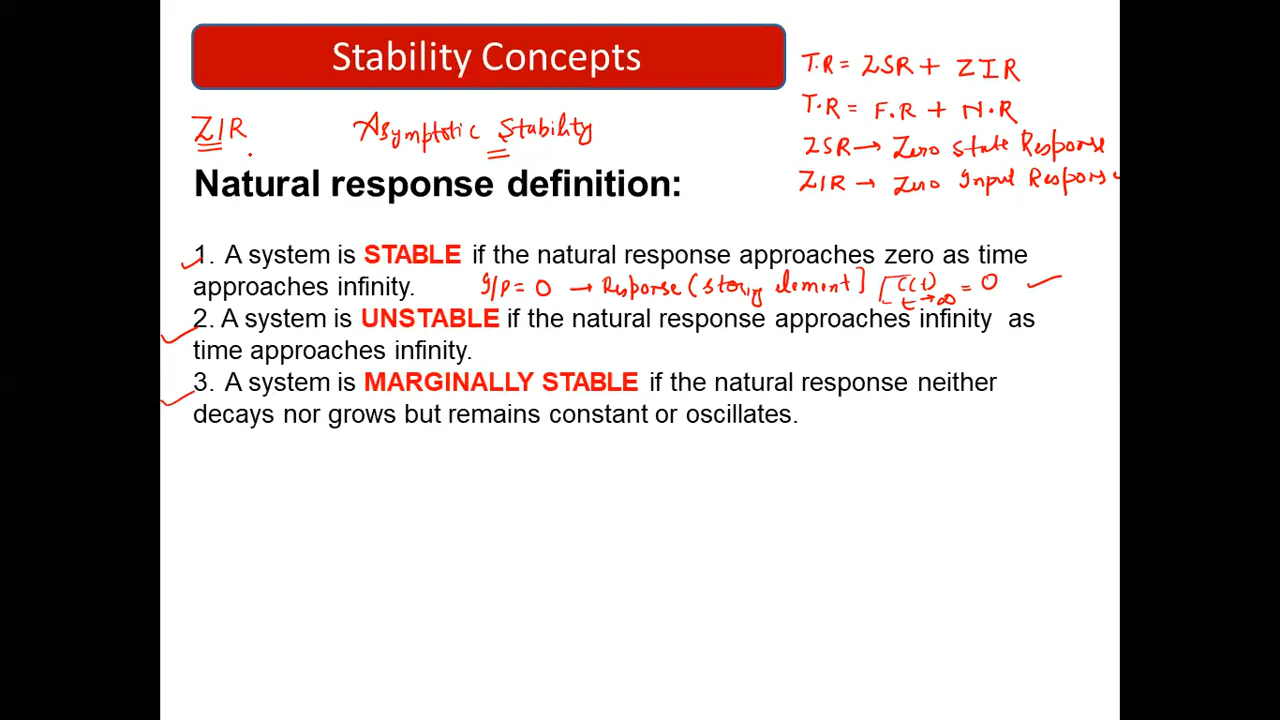 Stability Concepts
T.R = ZSR + ZIR
T.R = F.R + N.R
ZSR → Zero State Response
ZIR → Zero Input Response
ZIR Asymptotic Stability
Natural response definition:
1. A system is STABLE if the natural response approaches zero as time
approaches infinity. I/P = 0 → Response (storing element] [C(t) = 0
t → ∞
2. A system is UNSTABLE if the natural response approaches infinity as
time approaches infinity.
3. A system is MARGINALLY STABLE if the natural response neither
decays nor grows but remains constant or oscillates.